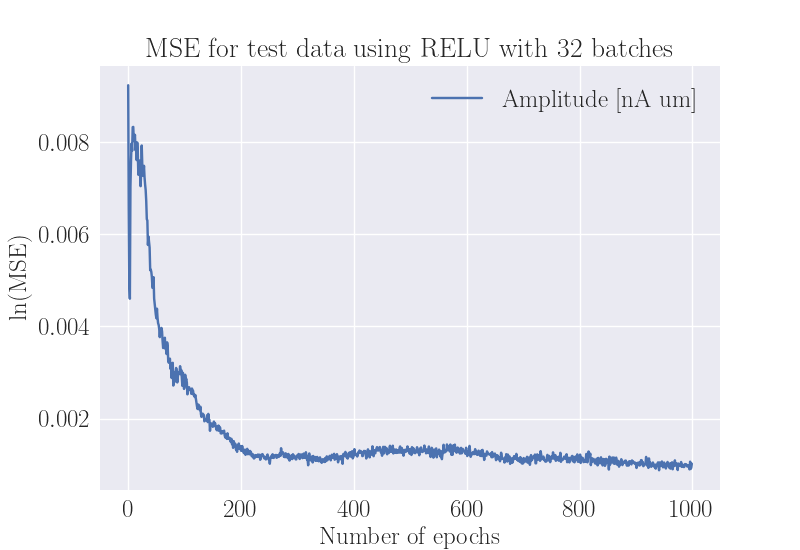 MSE for test data using RELU with 32 batches
Amplitude [nA um]
0.008
0.006
0.004
0.002
ln(MSE)
0 200 400 600 800 1000
Number of epochs